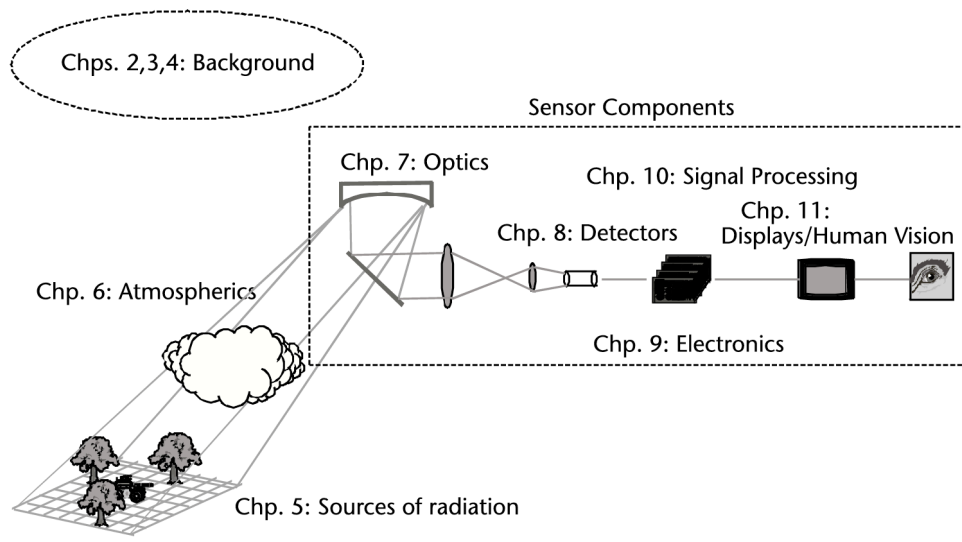 Chps. 2,3,4: Background
Sensor Components
Chp. 7: Optics
Chp. 10: Signal Processing
Chp. 11:
Displays/Human Vision
Chp. 8: Detectors
Chp. 6: Atmospherics
Chp. 9: Electronics
Chp. 5: Sources of radiation